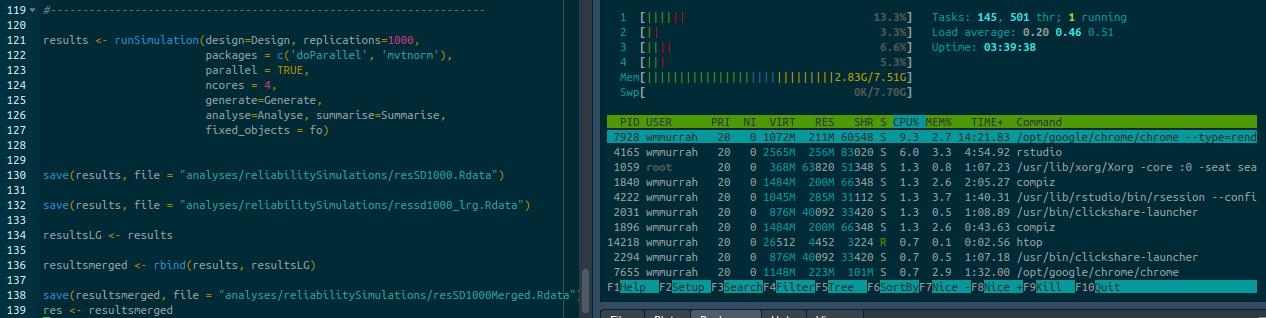 119 #----------------------------------------------------------------------
120
121 results <- runSimulation(design=Design, replications=1000,
122 packages = c('doParallel', 'mvtnorm'),
123 parallel = TRUE,
124 ncores = 4,
125 generate=Generate,
126 analyse=Analyse, summarise=Summarise,
127 fixed_objects = fo)
128
129
130 save(results, file = "analyses/reliabilitySimulations/resSD1000.Rdata")
131
132 save(results, file = "analyses/reliabilitySimulations/ressd1000_lrg.Rdata")
133
134 resultsLG <- results
135
136 resultsmerged <- rbind(results, resultsLG)
137
138 save(resultsmerged, file = "analyses/reliabilitySimulations/resSD1000Merged.Rdata"
139 res <- resultsmerged
1 [|||||| 13.3%] Tasks: 145, 501 thr; 1 running
2 [|| 3.3%] Load average: 0.20 0.46 0.51
3 [|||| 6.6%] Uptime: 03:39:38
4 [||| 5.3%]
Mem[||||||||||||||||||||||||||||||||||2.83G/7.51G]
Swp[ 0K/7.70G]
PID USER PRI NI VIRT RES SHR S CPU% MEM% TIME+ Command
7928 wmmurrah 20 0 1072M 211M 60548 S 9.3 2.7 14:21.83 /opt/google/chrome/chrome --type=rend
4165 wmmurrah 20 0 2565M 256M 83020 S 6.0 3.3 4:54.92 rstudio
1059 root 20 0 368M 63820 51348 S 1.3 0.8 1:07.23 /usr/lib/xorg/Xorg -core :0 -seat sea
1840 wmmurrah 20 0 1484M 200M 66348 S 1.3 2.6 2:05.27 compiz
4222 wmmurrah 20 0 1045M 285M 31112 S 1.3 3.7 1:40.31 /usr/lib/rstudio/bin/rsession --confi
2031 wmmurrah 20 0 876M 40092 33420 S 1.3 0.5 1:08.89 /usr/bin/clickshare-launcher
1896 wmmurrah 20 0 1484M 200M 66348 S 1.3 2.6 0:43.63 compiz
14218 wmmurrah 20 0 26512 4452 3224 R 0.7 0.1 0:02.56 htop
2294 wmmurrah 20 0 876M 40092 33420 S 0.7 0.5 1:07.18 /usr/bin/clickshare-launcher
7655 wmmurrah 20 0 1148M 223M 101M S 0.7 2.9 1:32.00 /opt/google/chrome/chrome
F1Help F2Setup F3SearchF4FilterF5Tree F6SortByF7Nice -F8Nice +F9Kill F10Quit